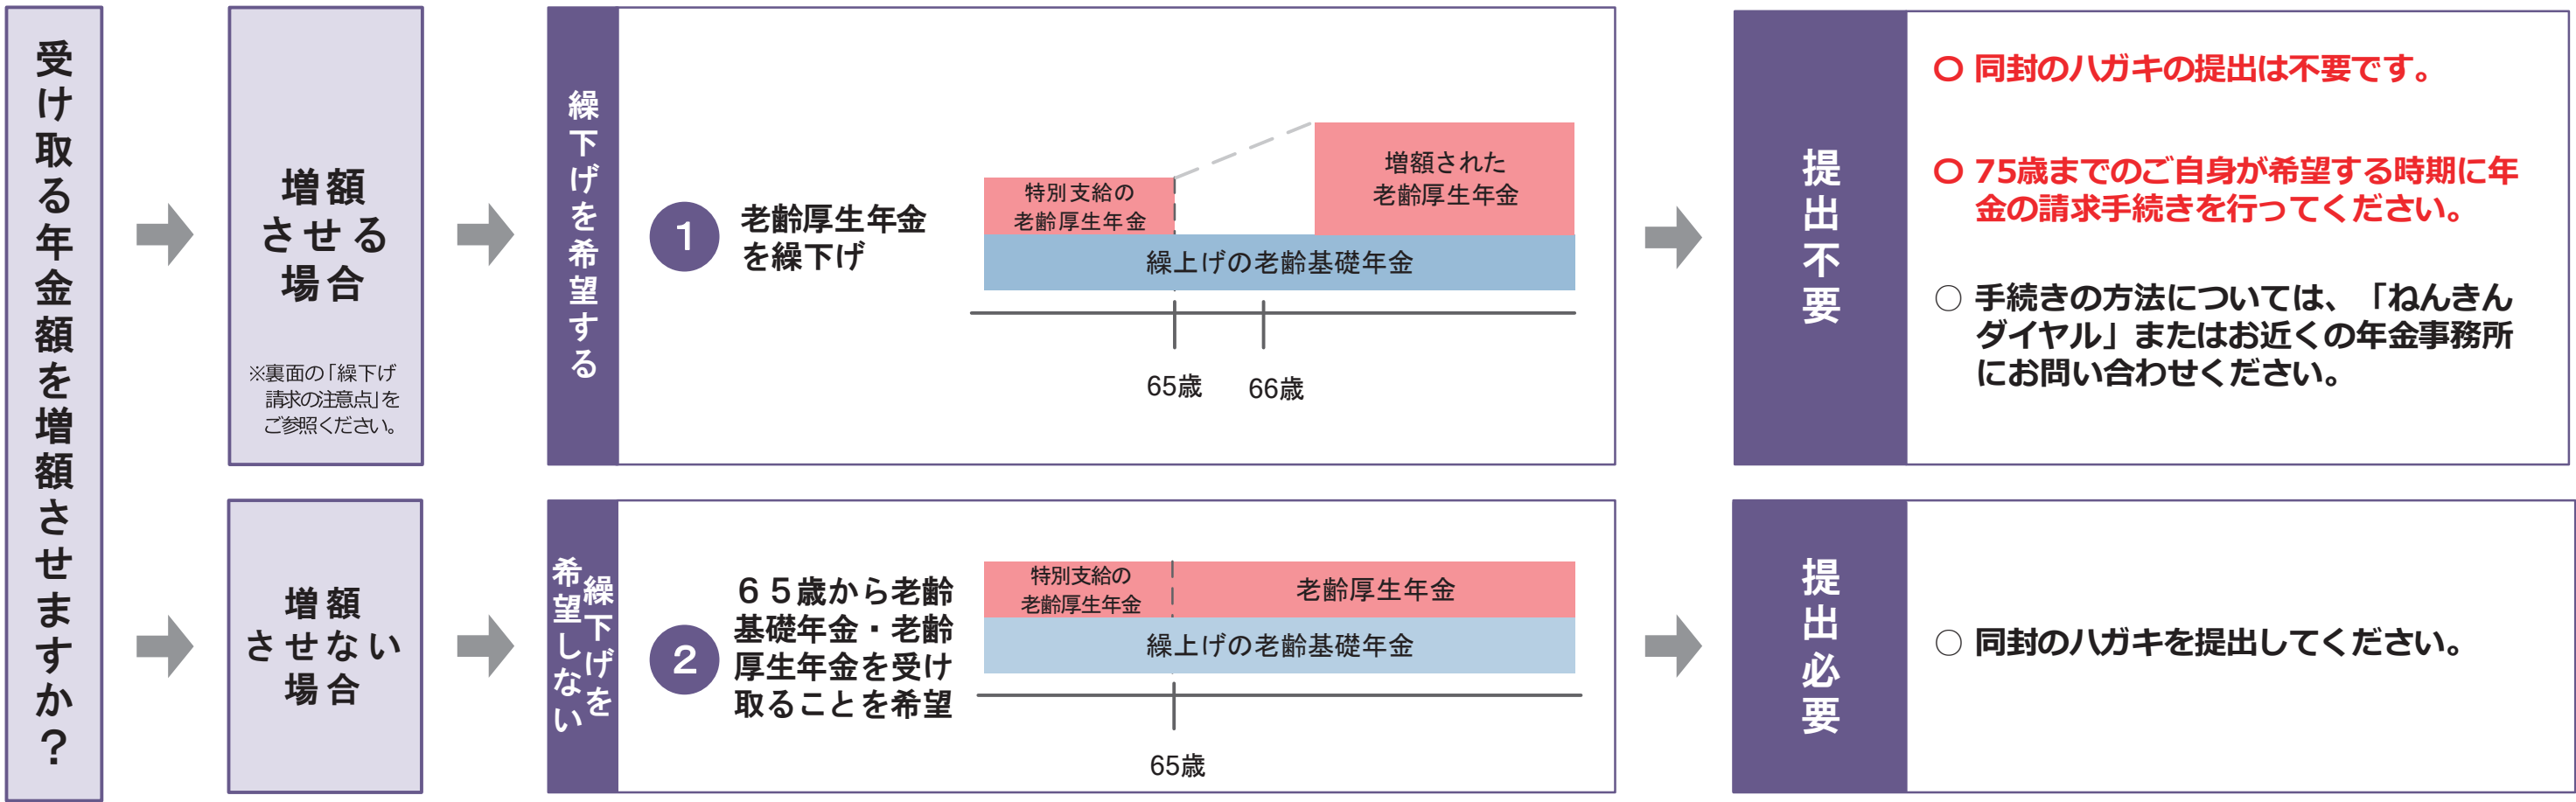 受け取る年金額を増額させますか？
増額
させる
場合
※裏面の「繰下げ
請求の注意点」を
ご参照ください。
繰下げを希望する
1
老齢厚生年金
を繰下げ
特別支給の
老齢厚生年金
増額された
老齢厚生年金
繰上げの老齢基礎年金
65歳
66歳
提出不要
○ 同封のハガキの提出は不要です。
○ 75歳までのご自身が希望する時期に年
金の請求手続きを行ってください。
○ 手続きの方法については、「ねんきん
ダイヤル」またはお近くの年金事務所
にお問い合わせください。
増額
させない
場合
繰下げを
希望しない
2
６５歳から老齢
基礎年金・老齢
厚生年金を受け
取ることを希望
特別支給の
老齢厚生年金
老齢厚生年金
繰上げの老齢基礎年金
65歳
提出必要
○ 同封のハガキを提出してください。